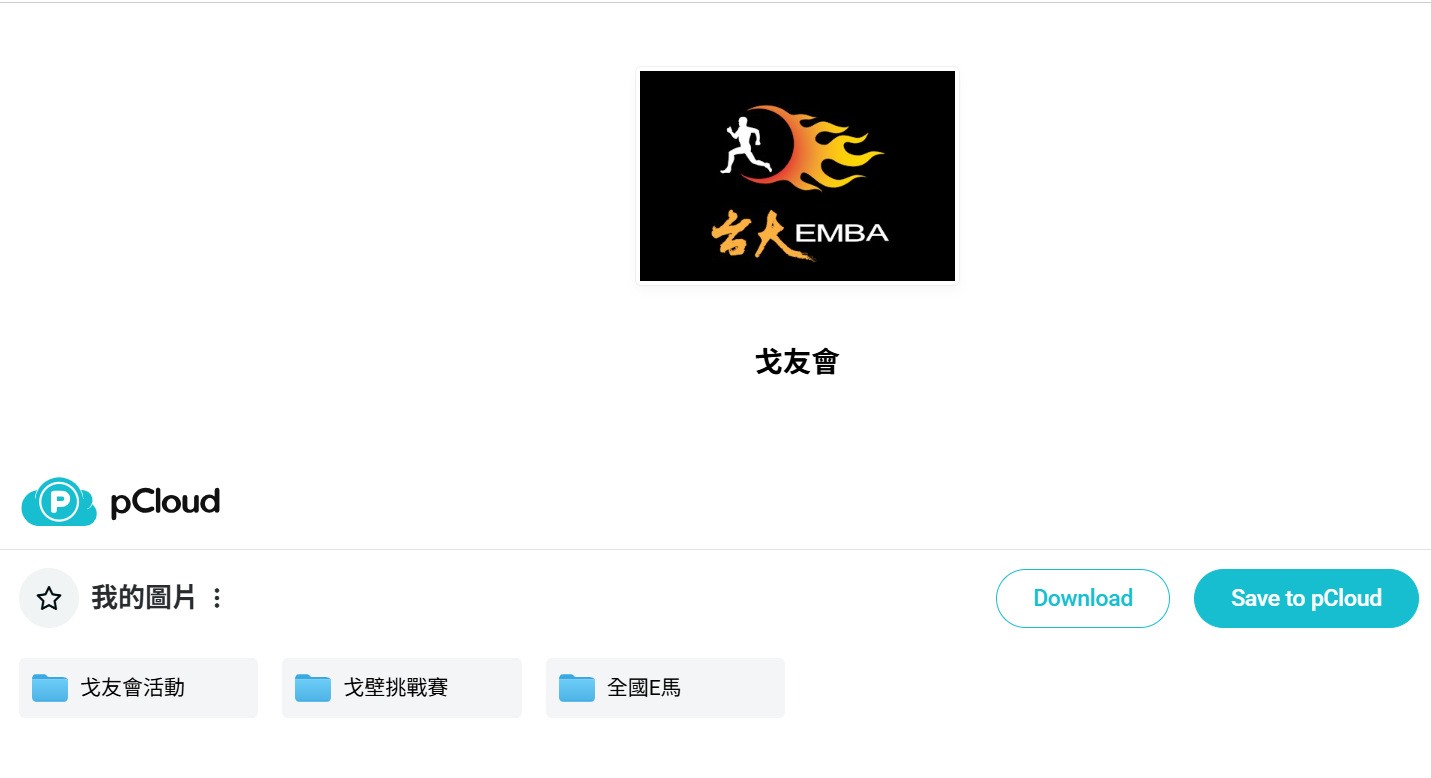 台大EMBA
戈友會
pCloud
我的圖片
Download
Save to pCloud
戈友會活動
戈壁挑戰賽
全國E馬